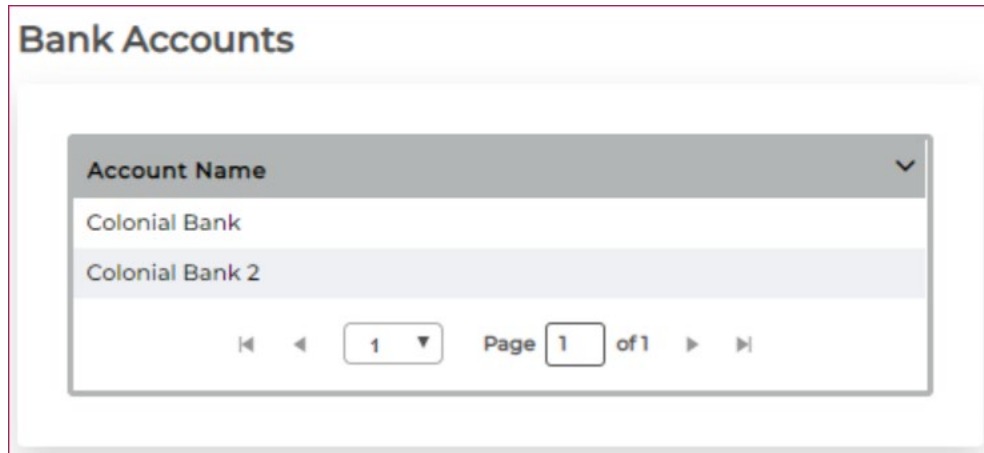 Bank Accounts
Account Name
Colonial Bank
Colonial Bank 2
1 Page 1 of 1